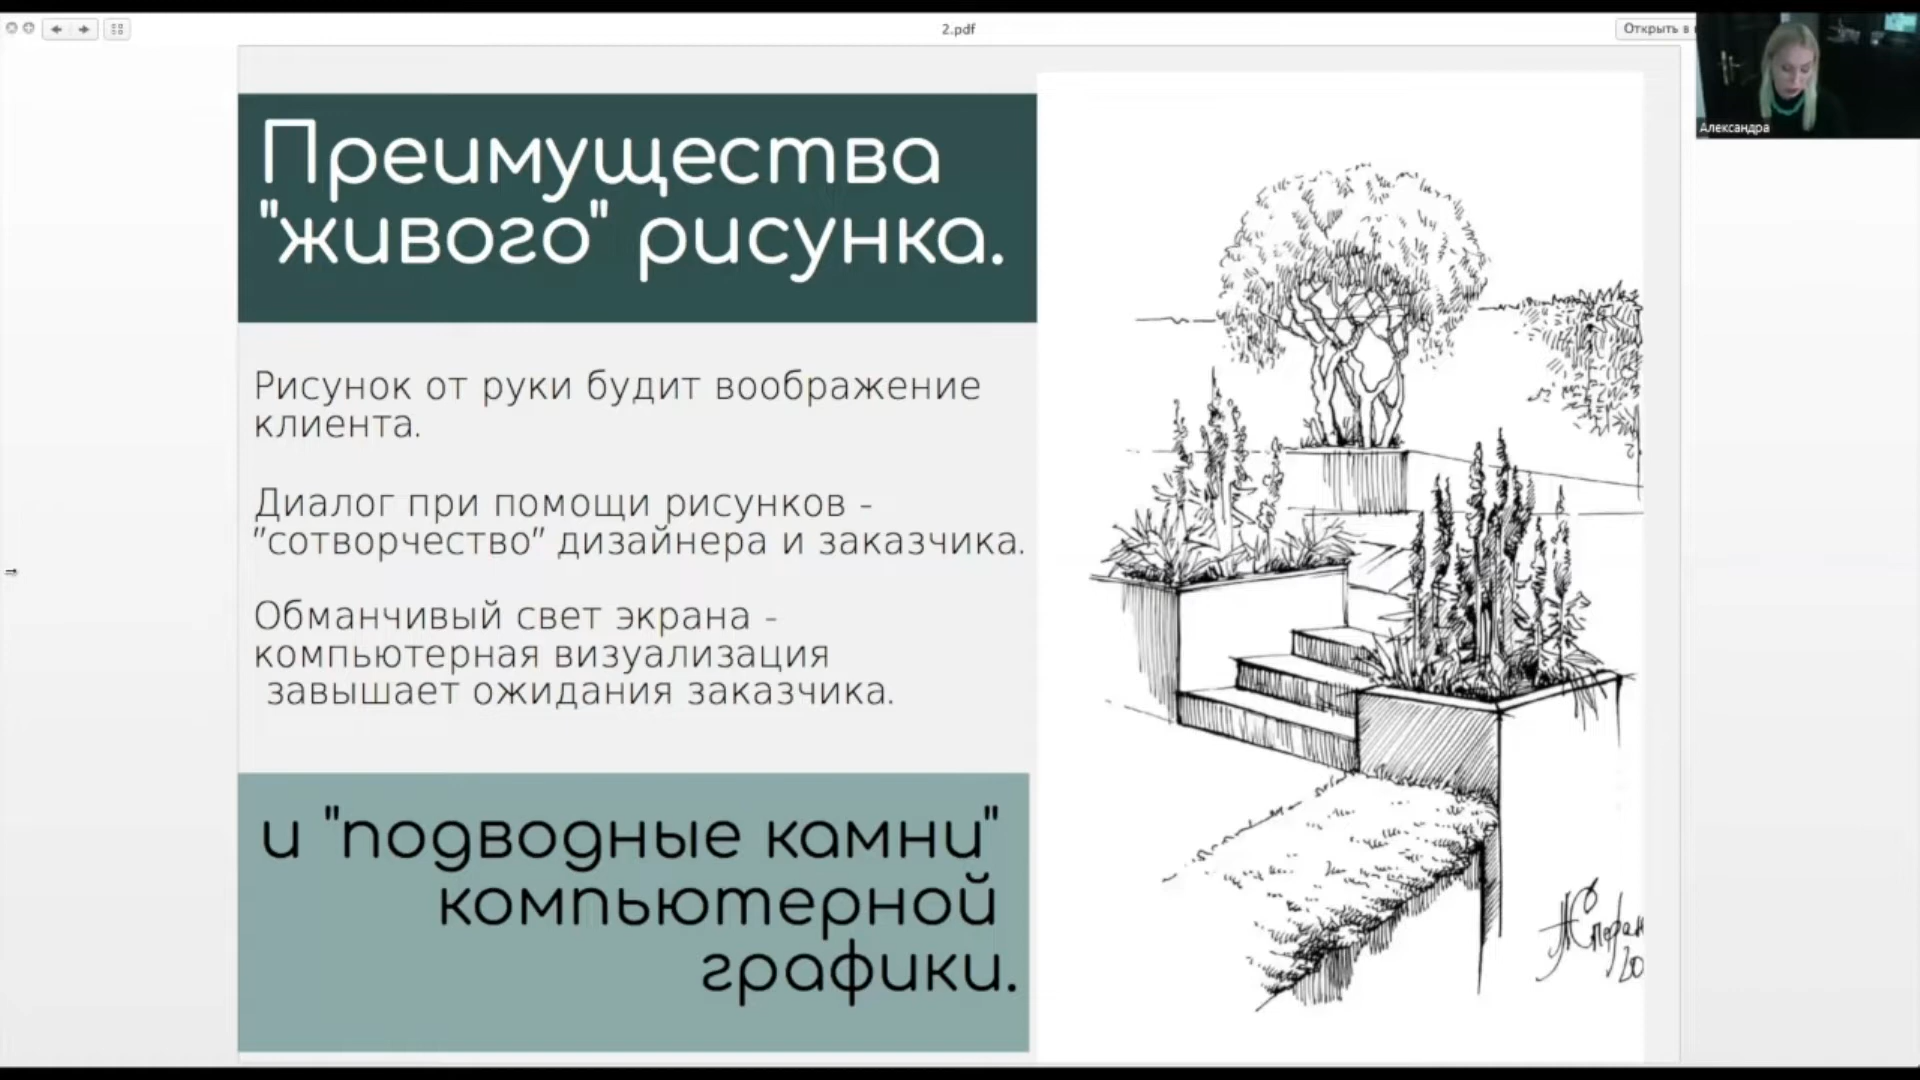 2.pdf
Открыть в
Александра
Преимущества
"живого" рисунка.
Рисунок от руки будит воображение
клиента.
Диалог при помощи рисунков -
"сотворчество" дизайнера и заказчика.
Обманчивый свет экрана -
компьютерная визуализация
завышает ожидания заказчика.
и "подводные камни"
компьютерной
графики.